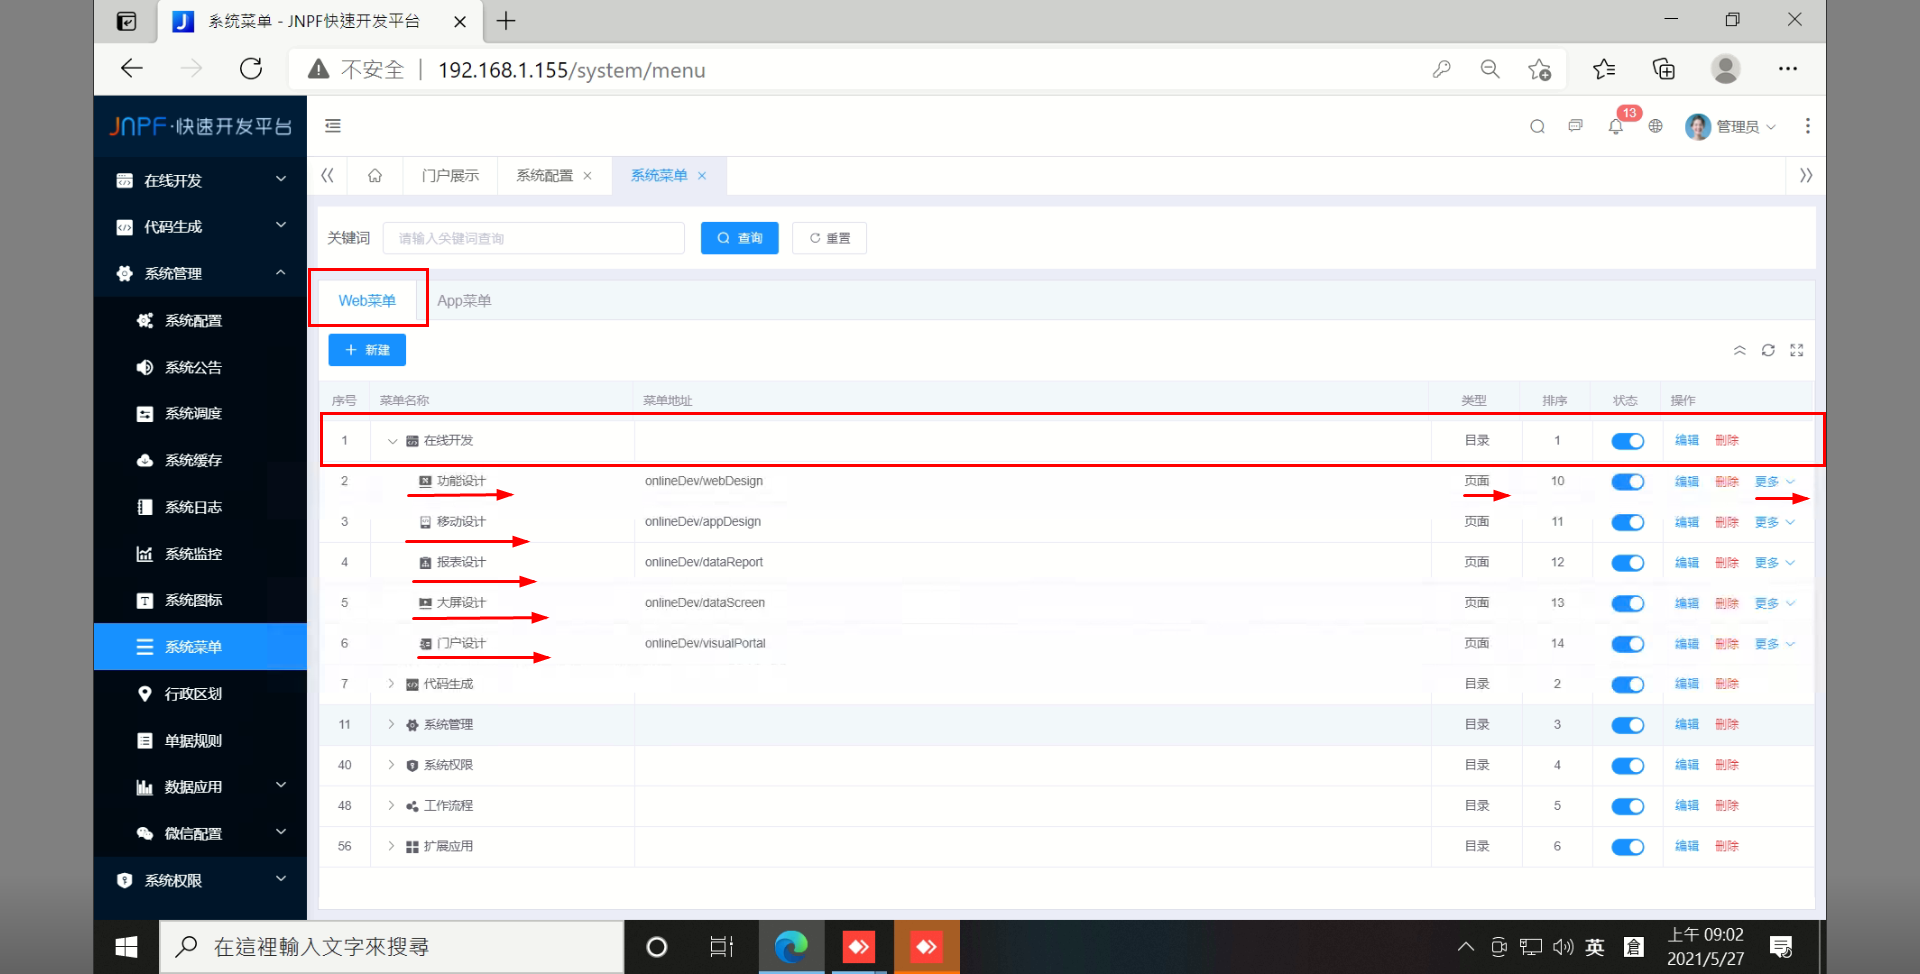 系统菜单 - JNPF快速开发平台
不安全 | 192.168.1.155/system/menu
JNPF·快速开发平台
13
管理员
门户展示 系统配置 系统菜单
在线开发
代码生成
系统管理
系统配置
系统公告
系统调度
系统缓存
系统日志
系统监控
系统图标
系统菜单
行政区划
单据规则
数据应用
微信配置
系统权限
关键词 请输入关键词查询 查询 重置
Web菜单 App菜单
新建
序号 菜单名称 菜单地址 类型 排序 状态 操作
1 在线开发 目录 1 编辑 删除
2 功能设计 onlineDev/webDesign 页面 10 编辑 删除 更多
3 移动设计 onlineDev/appDesign 页面 11 编辑 删除 更多
4 报表设计 onlineDev/dataReport 页面 12 编辑 删除 更多
5 大屏设计 onlineDev/dataScreen 页面 13 编辑 删除 更多
6 门户设计 onlineDev/visualPortal 页面 14 编辑 删除 更多
7 代码生成 目录 2 编辑 删除
11 系统管理 目录 3 编辑 删除
40 系统权限 目录 4 编辑 删除
48 工作流程 目录 5 编辑 删除
56 扩展应用 目录 6 编辑 删除
在這裡輸入文字來搜尋
英 倉
上午 09:02
2021/5/27